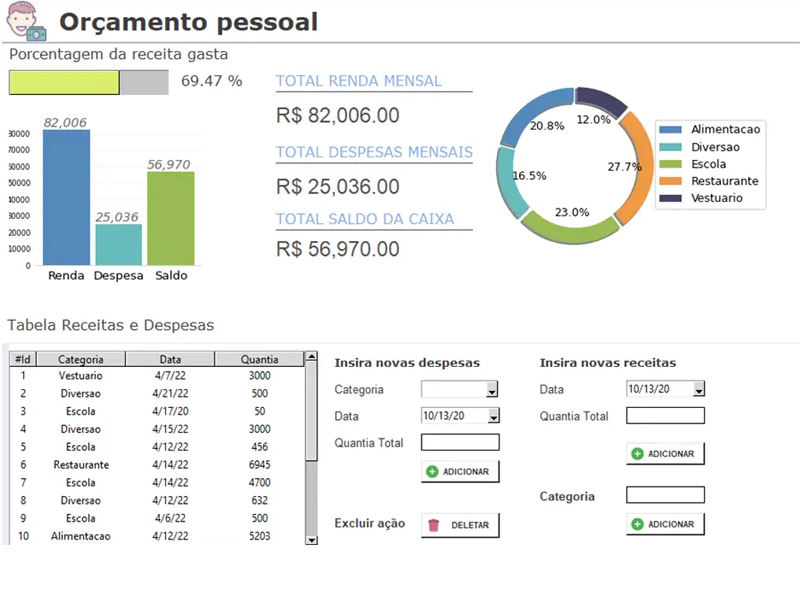 Orçamento pessoal
Porcentagem da receita gasta
69.47 %
82,006
25,036
56,970
80000
70000
60000
50000
40000
30000
20000
10000
0
Renda Despesa Saldo
TOTAL RENDA MENSAL
R$ 82,006.00
TOTAL DESPESAS MENSAIS
R$ 25,036.00
TOTAL SALDO DA CAIXA
R$ 56,970.00
20.8%
12.0%
16.5%
27.7%
23.0%
Alimentacao
Diversao
Escola
Restaurante
Vestuario
Tabela Receitas e Despesas
#Id Categoria Data Quantia
1 Vestuario 4/7/22 3000
2 Diversao 4/21/22 500
3 Escola 4/17/20 50
4 Diversao 4/15/22 3000
5 Escola 4/12/22 456
6 Restaurante 4/14/22 6945
7 Escola 4/14/22 4700
8 Diversao 4/12/22 632
9 Escola 4/6/22 500
10 Alimentacao 4/12/22 5203
Insira novas despesas
Categoria
Data 10/13/20
Quantia Total
ADICIONAR
Excluir ação DELETAR
Insira novas receitas
Data 10/13/20
Quantia Total
ADICIONAR
Categoria
ADICIONAR